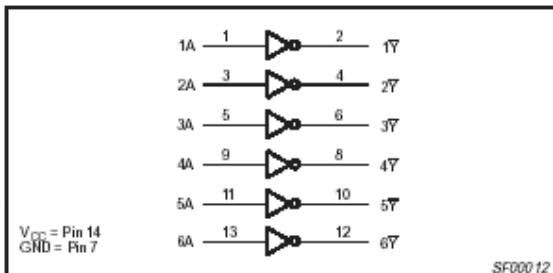 1A 1 2 1Y̅
2A 3 4 2Y̅
3A 5 6 3Y̅
4A 9 8 4Y̅
5A 11 10 5Y̅
6A 13 12 6Y̅
VCC = Pin 14
GND = Pin 7
SF00012